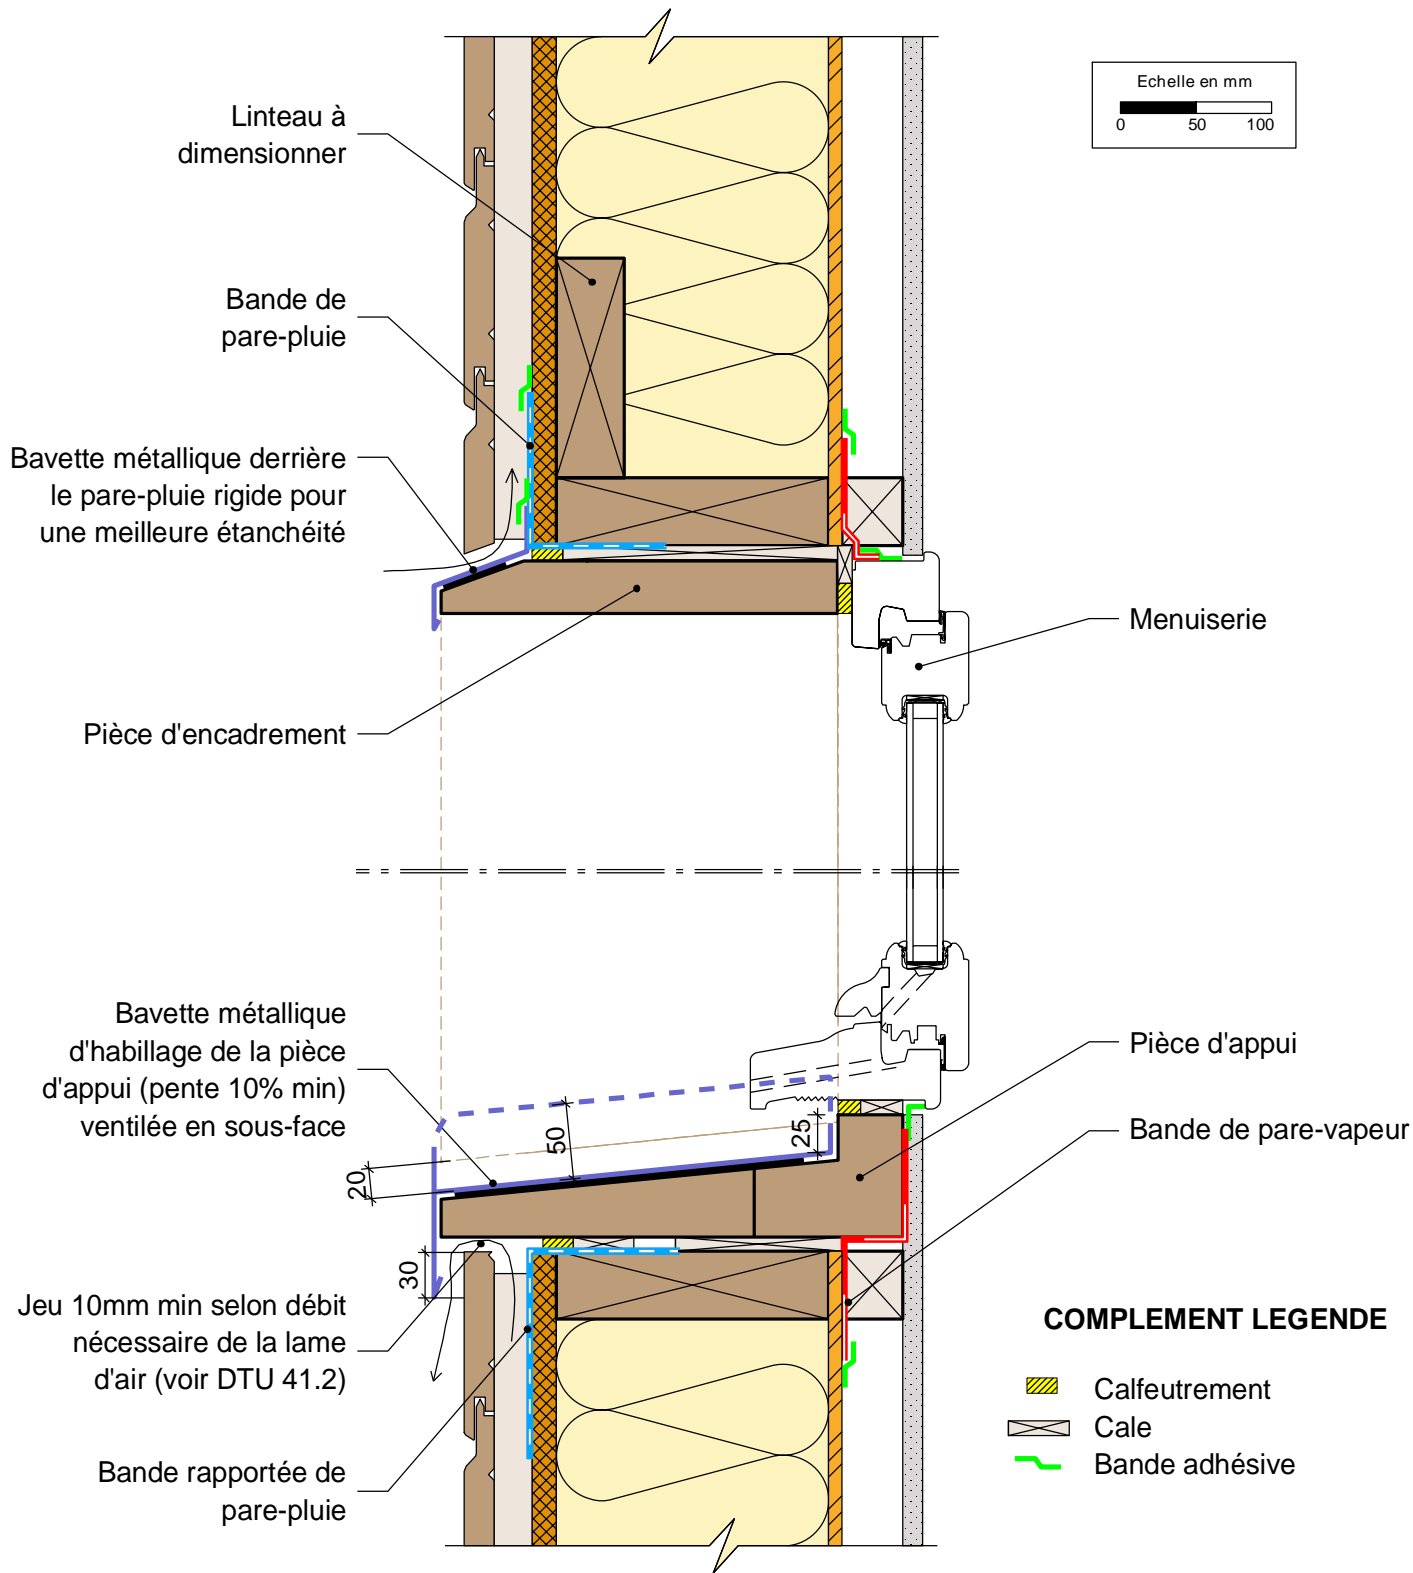 Echelle en mm
0 50 100
Linteau à
dimensionner
Bande de
pare-pluie
Bavette métallique derrière
le pare-pluie rigide pour
une meilleure étanchéité
Menuiserie
Pièce d'encadrement
Bavette métallique
d'habillage de la pièce
d'appui (pente 10% min)
ventilée en sous-face
Pièce d'appui
Bande de pare-vapeur
50
25
20
30
Jeu 10mm min selon débit
nécessaire de la lame
d'air (voir DTU 41.2)
Bande rapportée de
pare-pluie
COMPLEMENT LEGENDE
Calfeutrement
Cale
Bande adhésive